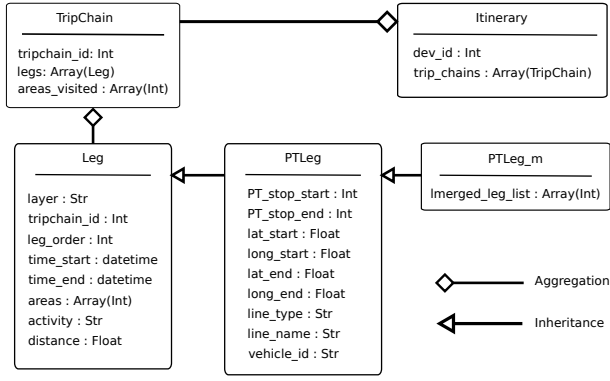 TripChain
tripchain_id: Int
legs: Array(Leg)
areas_visited : Array(Int)
Itinerary
dev_id : Int
trip_chains : Array(TripChain)
Leg
layer : Str
tripchain_id : Int
leg_order : Int
time_start : datetime
time_end : datetime
areas : Array(Int)
activity : Str
distance : Float
PTLeg
PT_stop_start : Int
PT_stop_end : Int
lat_start : Float
long_start : Float
lat_end : Float
long_end : Float
line_type : Str
line_name : Str
vehicle_id : Str
PTLeg_m
lmerged_leg_list : Array(Int)
Aggregation
Inheritance